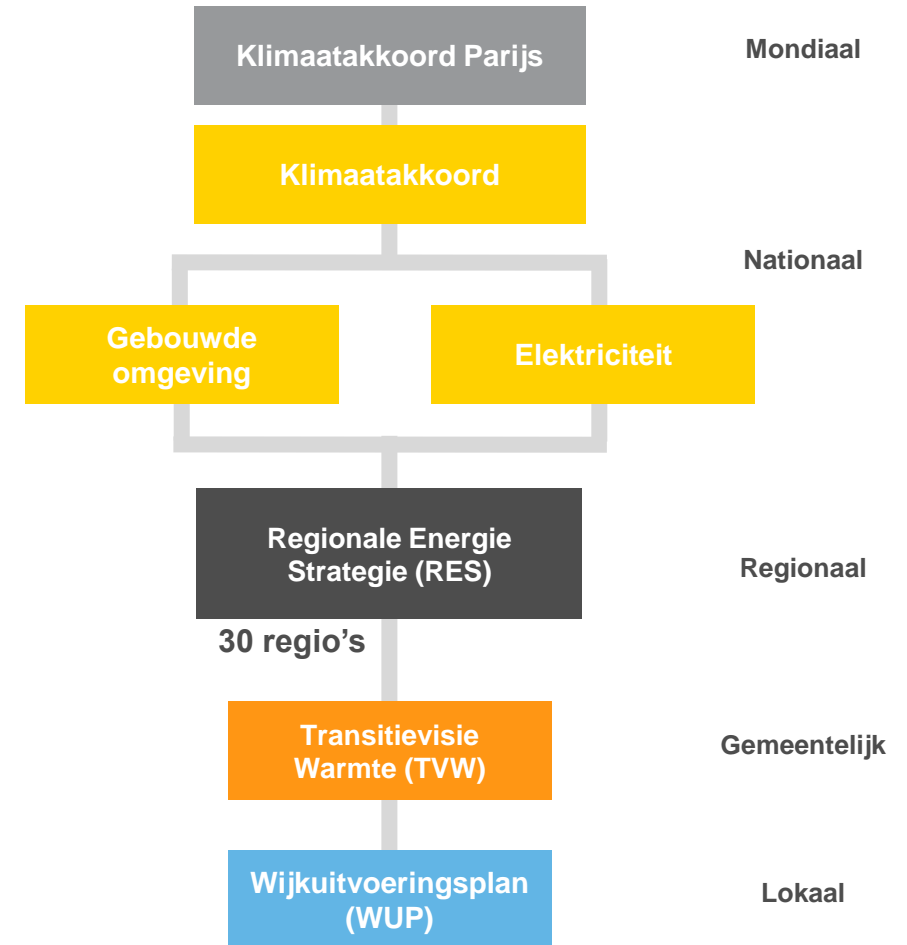 Klimaatakkoord Parijs
Mondiaal
Klimaatakkoord
Nationaal
Gebouwde
omgeving
Elektriciteit
Regionale Energie
Strategie (RES)
Regionaal
30 regio's
Transitievisie
Warmte (TVW)
Gemeentelijk
Wijkuitvoeringsplan
(WUP)
Lokaal